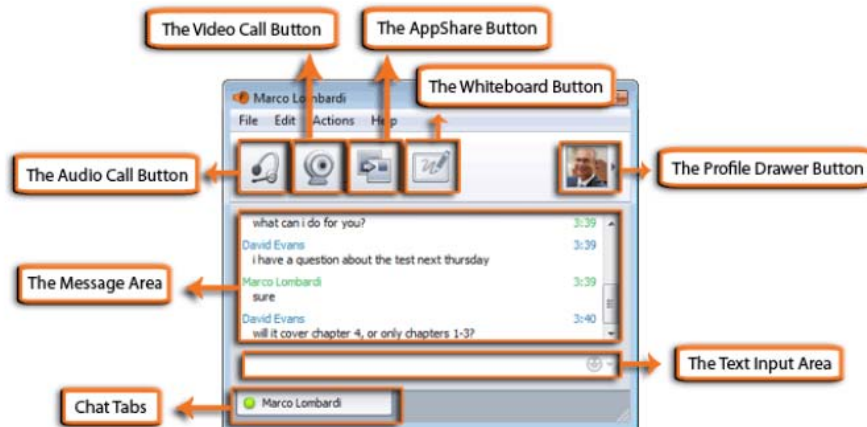 The Video Call Button
The AppShare Button
The Whiteboard Button
Marco Lombardi
File Edit Actions Help
The Audio Call Button
The Profile Drawer Button
what can i do for you? 3:39
David Evans 3:39
i have a question about the test next thursday
The Message Area
Marco Lombardi 3:39
sure
David Evans 3:40
will it cover chapter 4, or only chapters 1-3?
The Text Input Area
Chat Tabs
Marco Lombardi